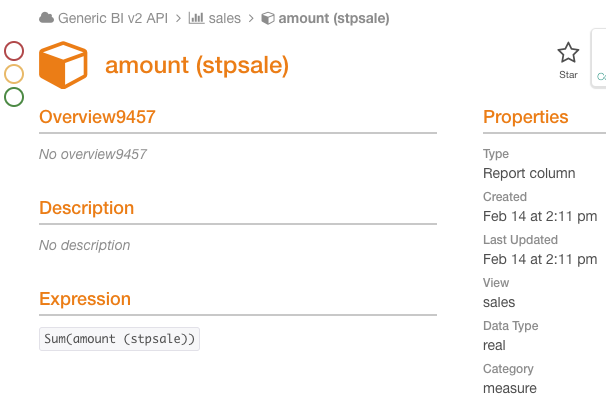 Generic BI v2 API > sales > amount (stpsale)
amount (stpsale)
Star
Overview9457
No overview9457
Description
No description
Expression
Sum(amount (stpsale))
Properties
Type
Report column
Created
Feb 14 at 2:11 pm
Last Updated
Feb 14 at 2:11 pm
View
sales
Data Type
real
Category
measure